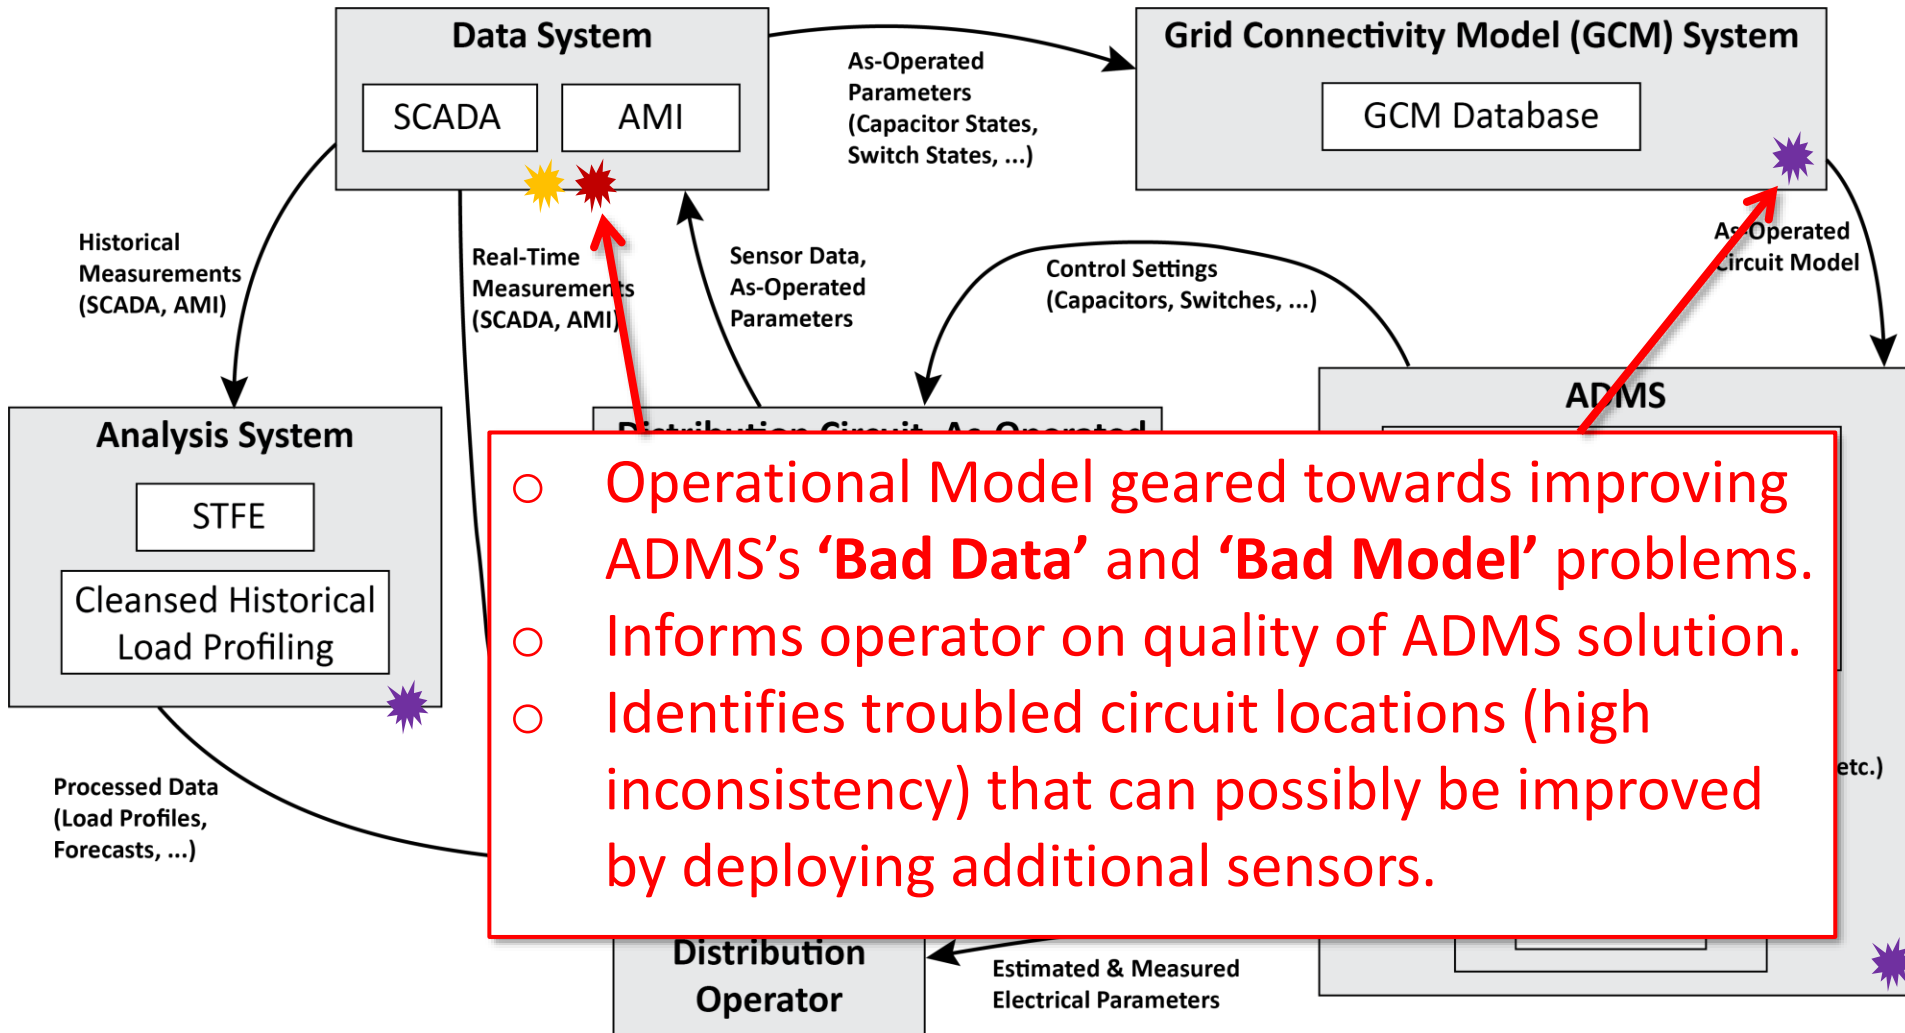 Data System
SCADA
AMI
As-Operated
Parameters
(Capacitor States,
Switch States, ...)
Grid Connectivity Model (GCM) System
GCM Database
Historical
Measurements
(SCADA, AMI)
Real-Time
Measurements
(SCADA, AMI)
Sensor Data,
As-Operated
Parameters
Control Settings
(Capacitors, Switches, ...)
As-Operated
Circuit Model
Analysis System
STFE
Cleansed Historical
Load Profiling
Distribution Circuit, As-Operated
ADMS
o Operational Model geared towards improving
ADMS’s ‘Bad Data’ and ‘Bad Model’ problems.
o Informs operator on quality of ADMS solution.
o Identifies troubled circuit locations (high
inconsistency) that can possibly be improved
by deploying additional sensors.
etc.)
Processed Data
(Load Profiles,
Forecasts, ...)
Distribution
Operator
Estimated & Measured
Electrical Parameters